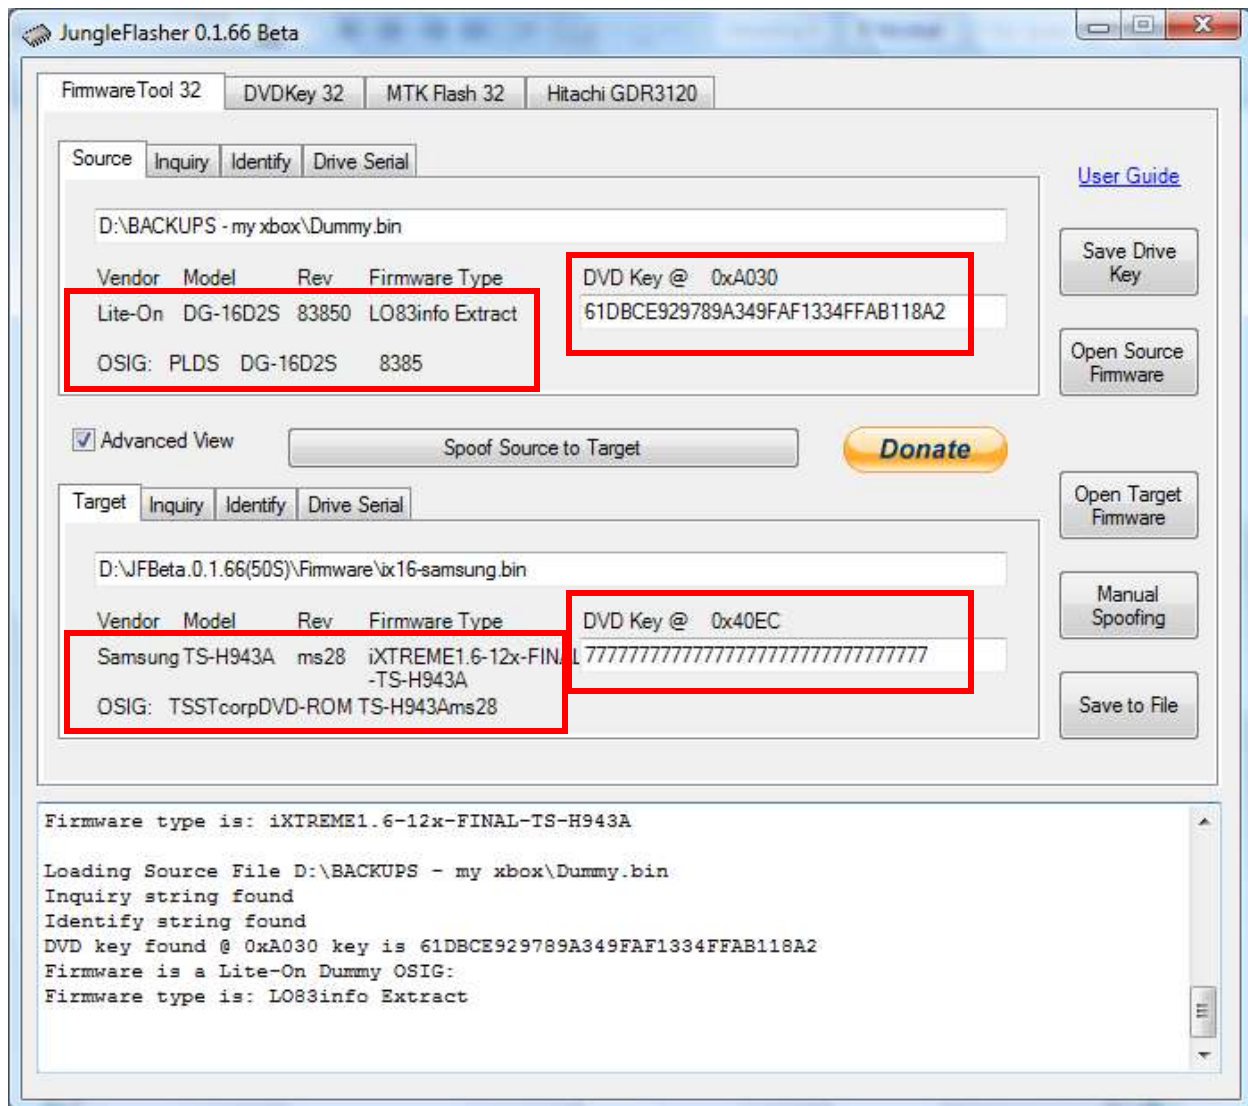 JungleFlasher 0.1.66 Beta
FirmwareTool 32 DVDKey 32 MTK Flash 32 Hitachi GDR3120
Source Inquiry Identify Drive Serial
User Guide
D:\BACKUPS - my xbox\Dummy.bin
Save Drive
Key
Vendor Model Rev Firmware Type DVD Key @ 0xA030
Lite-On DG-16D2S 83850 LO83info Extract 61DBCE929789A349FAF1334FFAB118A2
OSIG: PLDS DG-16D2S 8385
Open Source
Firmware
Advanced View Spoof Source to Target Donate
Target Inquiry Identify Drive Serial
Open Target
Firmware
D:\JFBeta.0.1.66(50S)\Firmware\ix16-samsung.bin
Manual
Spoofing
Vendor Model Rev Firmware Type DVD Key @ 0x40EC
Samsung TS-H943A ms28 iXTREME1.6-12x-FINAL 77777777777777777777777777777777
-TS-H943A
OSIG: TSSTcorpDVD-ROM TS-H943Ams28
Save to File
Firmware type is: iXTREME1.6-12x-FINAL-TS-H943A
Loading Source File D:\BACKUPS - my xbox\Dummy.bin
Inquiry string found
Identify string found
DVD key found @ 0xA030 key is 61DBCE929789A349FAF1334FFAB118A2
Firmware is a Lite-On Dummy OSIG:
Firmware type is: LO83info Extract